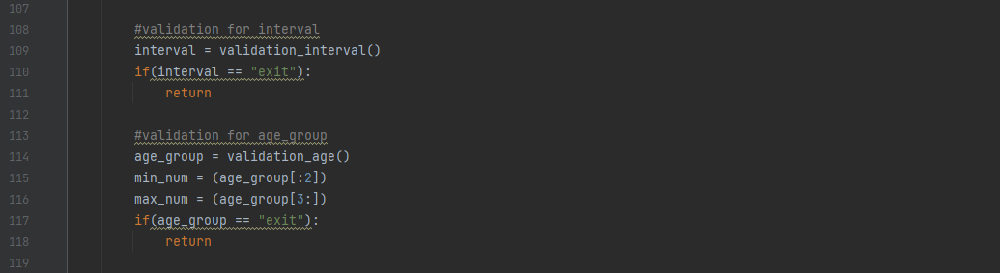 107
108 #validation for interval
109 interval = validation_interval()
110 if(interval == "exit"):
111 return
112
113 #validation for age_group
114 age_group = validation_age()
115 min_num = (age_group[:2])
116 max_num = (age_group[3:])
117 if(age_group == "exit"):
118 return
119